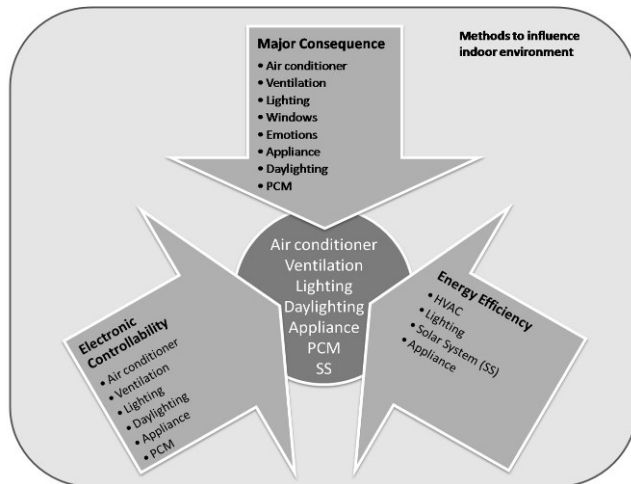 Major Consequence
• Air conditioner
• Ventilation
• Lighting
• Windows
• Emotions
• Appliance
• Daylighting
• PCM
Methods to influence
indoor environment
Air conditioner
Ventilation
Lighting
Daylighting
Appliance
PCM
SS
Electronic
Controllability
• Air conditioner
• Ventilation
• Lighting
• Daylighting
• Appliance
• PCM
Energy Efficiency
• HVAC
• Lighting
• Solar System (SS)
• Appliance